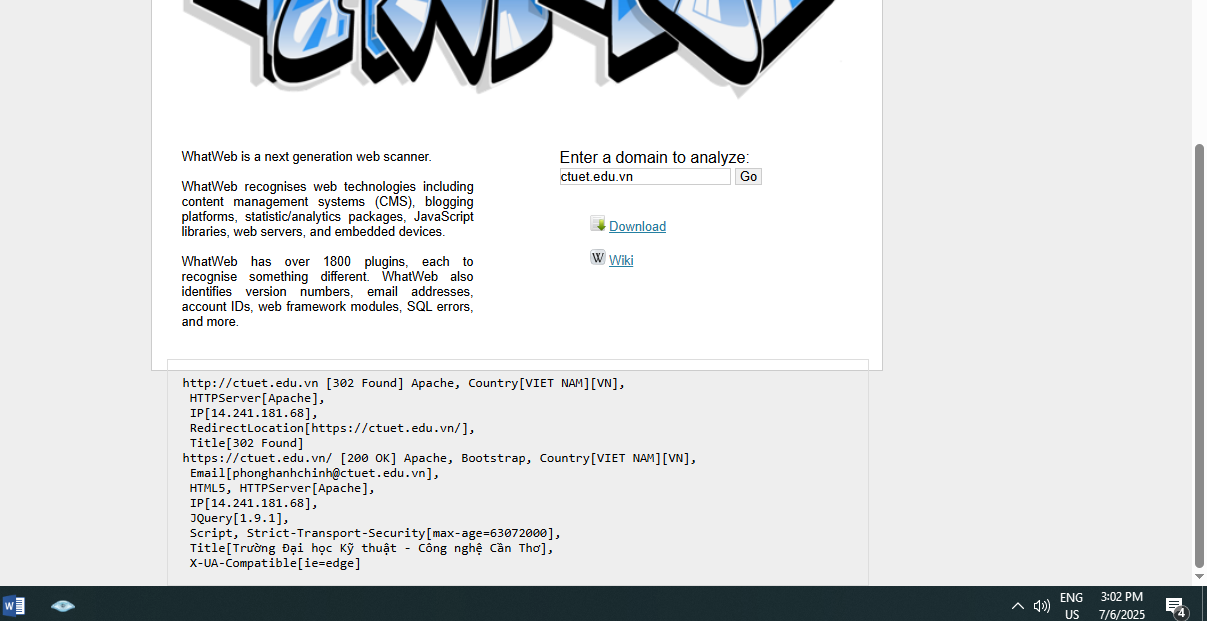 WhatWeb is a next generation web scanner.
WhatWeb recognises web technologies including
content management systems (CMS), blogging
platforms, statistic/analytics packages, JavaScript
libraries, web servers, and embedded devices.
WhatWeb has over 1800 plugins, each to
recognise something different. WhatWeb also
identifies version numbers, email addresses,
account IDs, web framework modules, SQL errors,
and more.
Enter a domain to analyze:
ctuet.edu.vn Go
Download
W Wiki
http://ctuet.edu.vn [302 Found] Apache, Country[VIET NAM][VN],
HTTPServer[Apache],
IP[14.241.181.68],
RedirectLocation[https://ctuet.edu.vn/],
Title[302 Found]
https://ctuet.edu.vn/ [200 OK] Apache, Bootstrap, Country[VIET NAM][VN],
Email[phonghanhchinh@ctuet.edu.vn],
HTML5, HTTPServer[Apache],
IP[14.241.181.68],
JQuery[1.9.1],
Script, Strict-Transport-Security[max-age=63072000],
Title[Trường Đại học Kỹ thuật - Công nghệ Cần Thơ],
X-UA-Compatible[ie=edge]
W
ENG
US
3:02 PM
7/6/2025
4